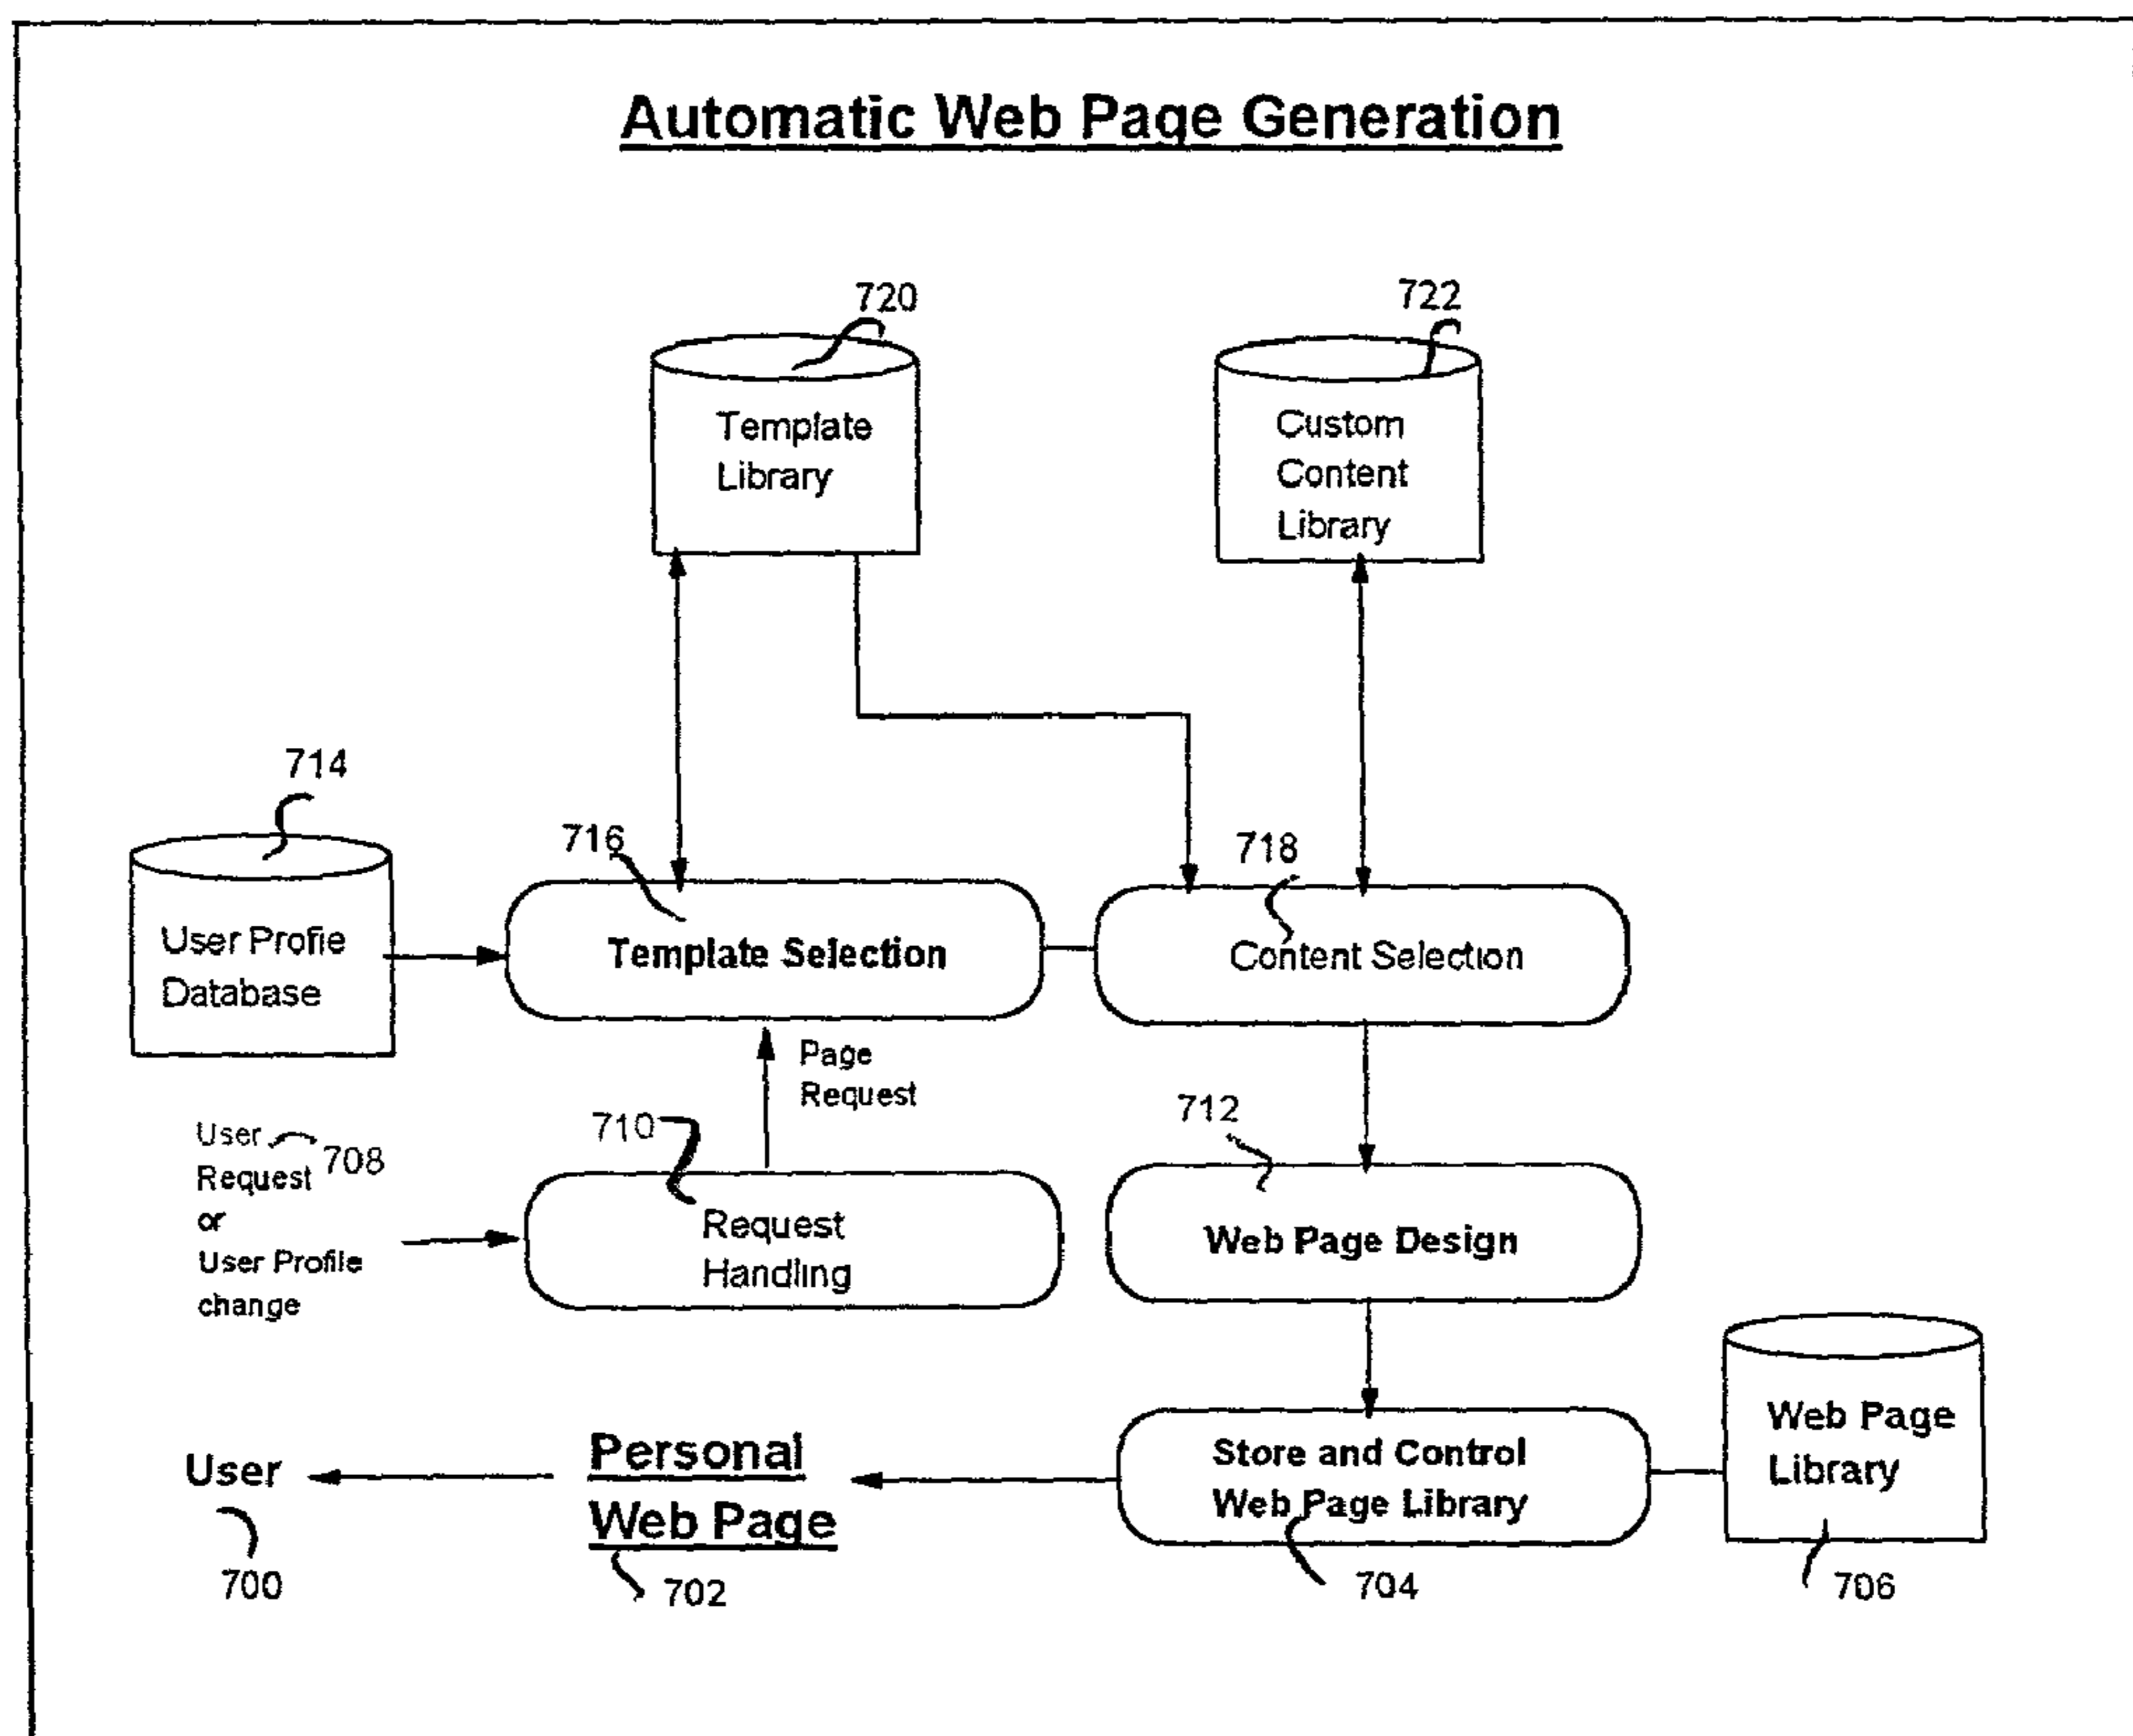 Automatic Web Page Generation
720
722
Template
Library
Custom
Content
Library
714
716
718
User Profie
Database
Template Selection
Content Selection
Page
Request
User
708
Request
or
User Profile
change
710
Request
Handling
712
Web Page Design
Web Page
Library
Store and Control
Web Page Library
User
Personal
Web Page
700
702
704
706